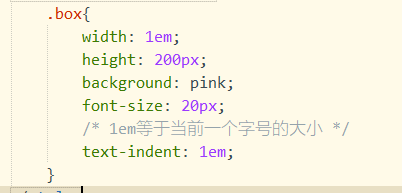 .box{
width: 1em;
height: 200px;
background: pink;
font-size: 20px;
/* 1em等于当前一个字号的大小 */
text-indent: 1em;
}